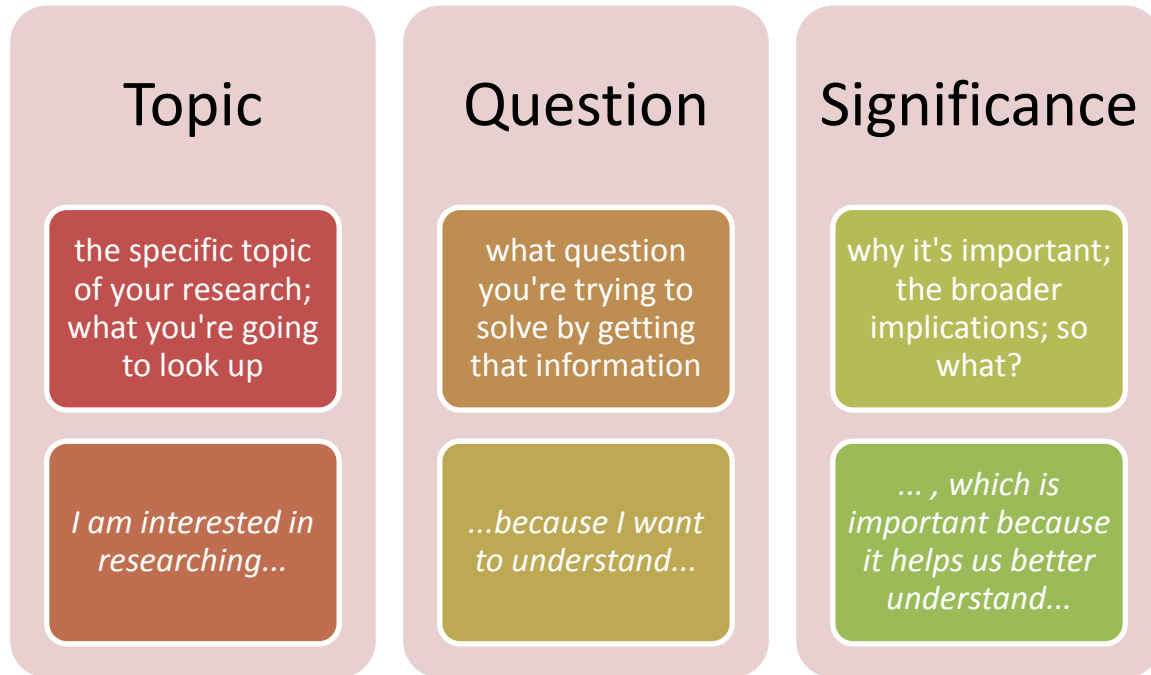 Topic
the specific topic
of your research;
what you're going
to look up
I am interested in
researching...
Question
what question
you're trying to
solve by getting
that information
...because I want
to understand...
Significance
why it's important;
the broader
implications; so
what?
... , which is
important because
it helps us better
understand...